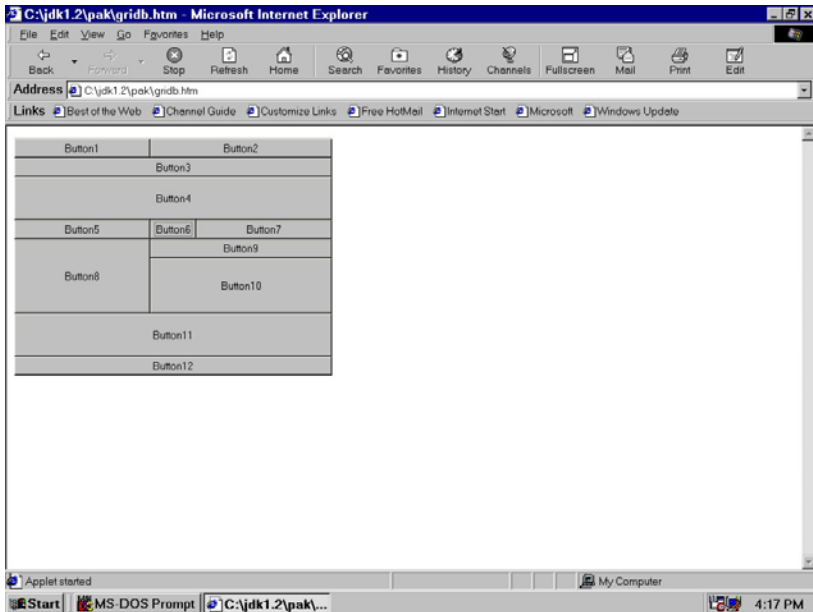 C:\jdk1.2\pak\gridb.htm - Microsoft Internet Explorer
File Edit View Go Favorites Help
Back Forward Stop Refresh Home Search Favorites History Channels Fullscreen Mail Print Edit
Address C:\jdk1.2\pak\gridb.htm
Links Best of the Web Channel Guide Customize Links Free HotMail Internet Start Microsoft Windows Update
Button1 Button2
Button3
Button4
Button5 Button6 Button7
Button9
Button8
Button10
Button11
Button12
Applet started My Computer
Start MS-DOS Prompt C:\jdk1.2\pak\... 4:17 PM